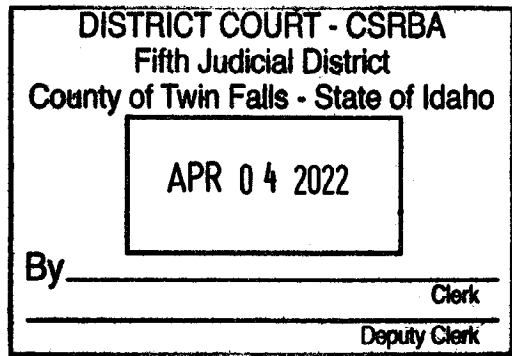 DISTRICT COURT - CSRBA
Fifth Judicial District
County of Twin Falls - State of Idaho
APR 04 2022
By
Clerk
Deputy Clerk